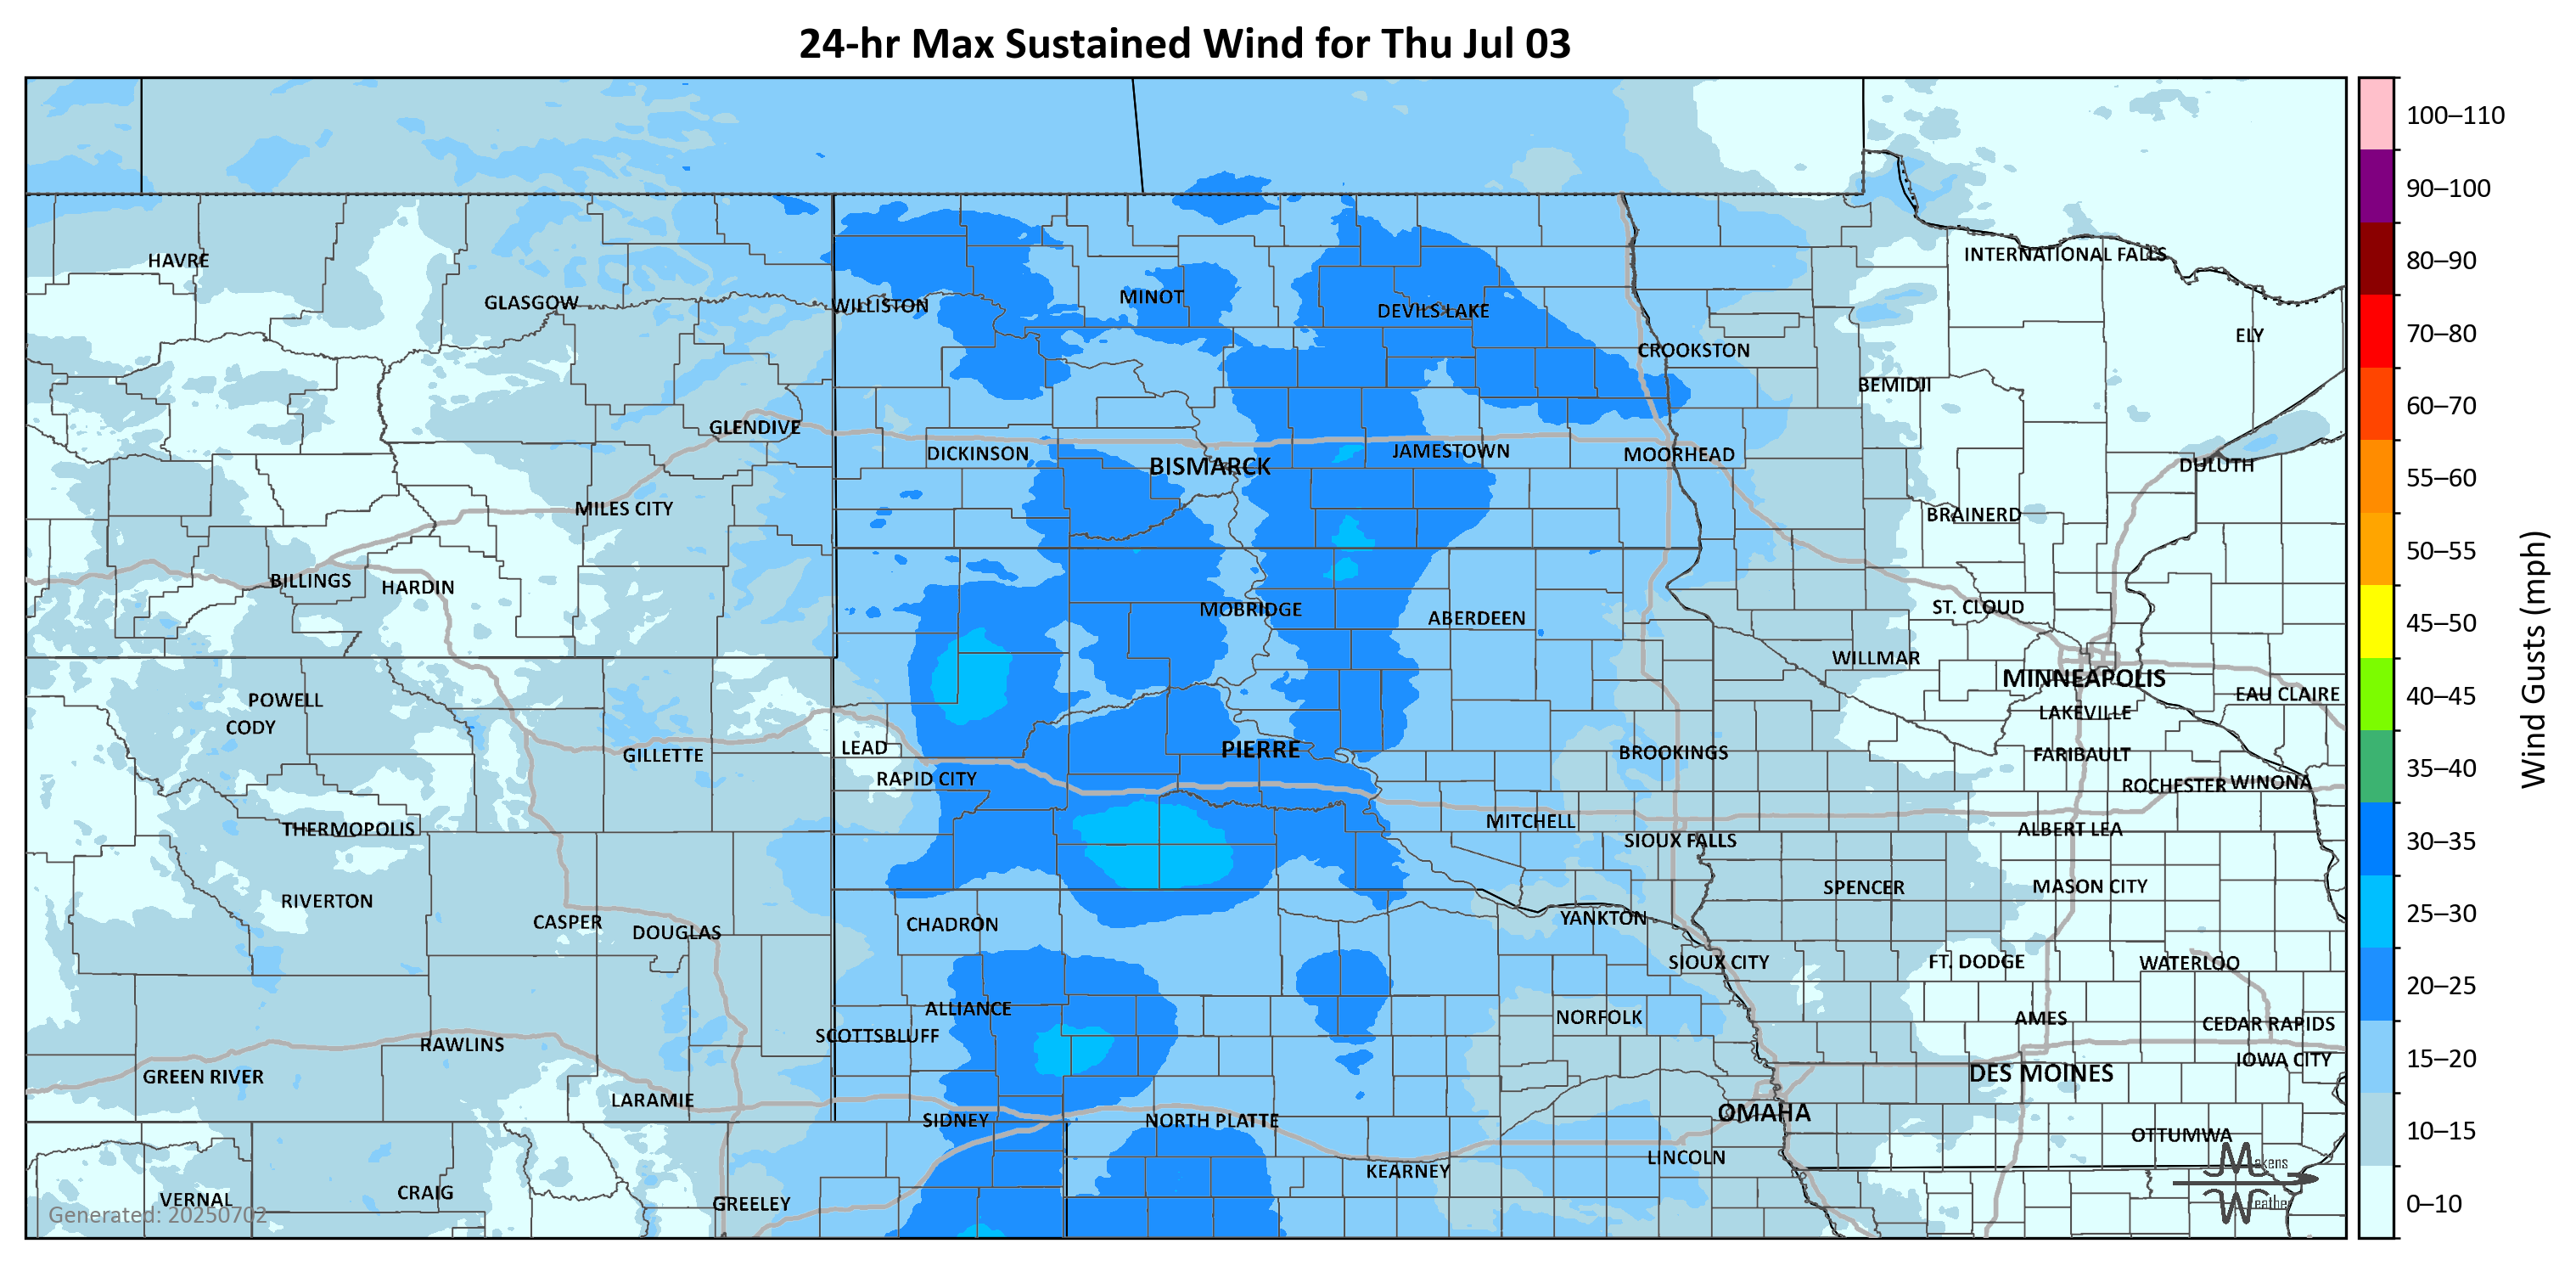 24-hr Max Sustained Wind for Thu Jul 03
HAVRE
GLASGOW
WILLISTON
MINOT
DEVILS LAKE
CROOKSTON
INTERNATIONAL FALLS
ELY
BEMIDJI
GLENDIVE
DICKINSON
BISMARCK
JAMESTOWN
MOORHEAD
DULUTH
MILES CITY
BRAINERD
BILLINGS
HARDIN
MOBRIDGE
ABERDEEN
ST. CLOUD
WILLMAR
MINNEAPOLIS
EAU CLAIRE
POWELL
CODY
LAKEVILLE
GILLETTE
LEAD
PIERRE
BROOKINGS
FARIBAULT
RAPID CITY
ROCHESTER
WINONA
THERMOPOLIS
MITCHELL
SIOUX FALLS
ALBERT LEA
RIVERTON
SPENCER
MASON CITY
CASPER
DOUGLAS
CHADRON
YANKTON
SIOUX CITY
FT. DODGE
WATERLOO
ALLIANCE
NORFOLK
AMES
CEDAR RAPIDS
SCOTTSBLUFF
RAWLINS
IOWA CITY
GREEN RIVER
DES MOINES
LARAMIE
SIDNEY
NORTH PLATTE
OMAHA
OTTUMWA
KEARNEY
LINCOLN
VERNAL
CRAIG
GREELEY
Generated: 20250702
Makens
Weather
100–110
90–100
80–90
70–80
60–70
55–60
50–55
45–50
40–45
35–40
30–35
25–30
20–25
15–20
10–15
0–10
Wind Gusts (mph)